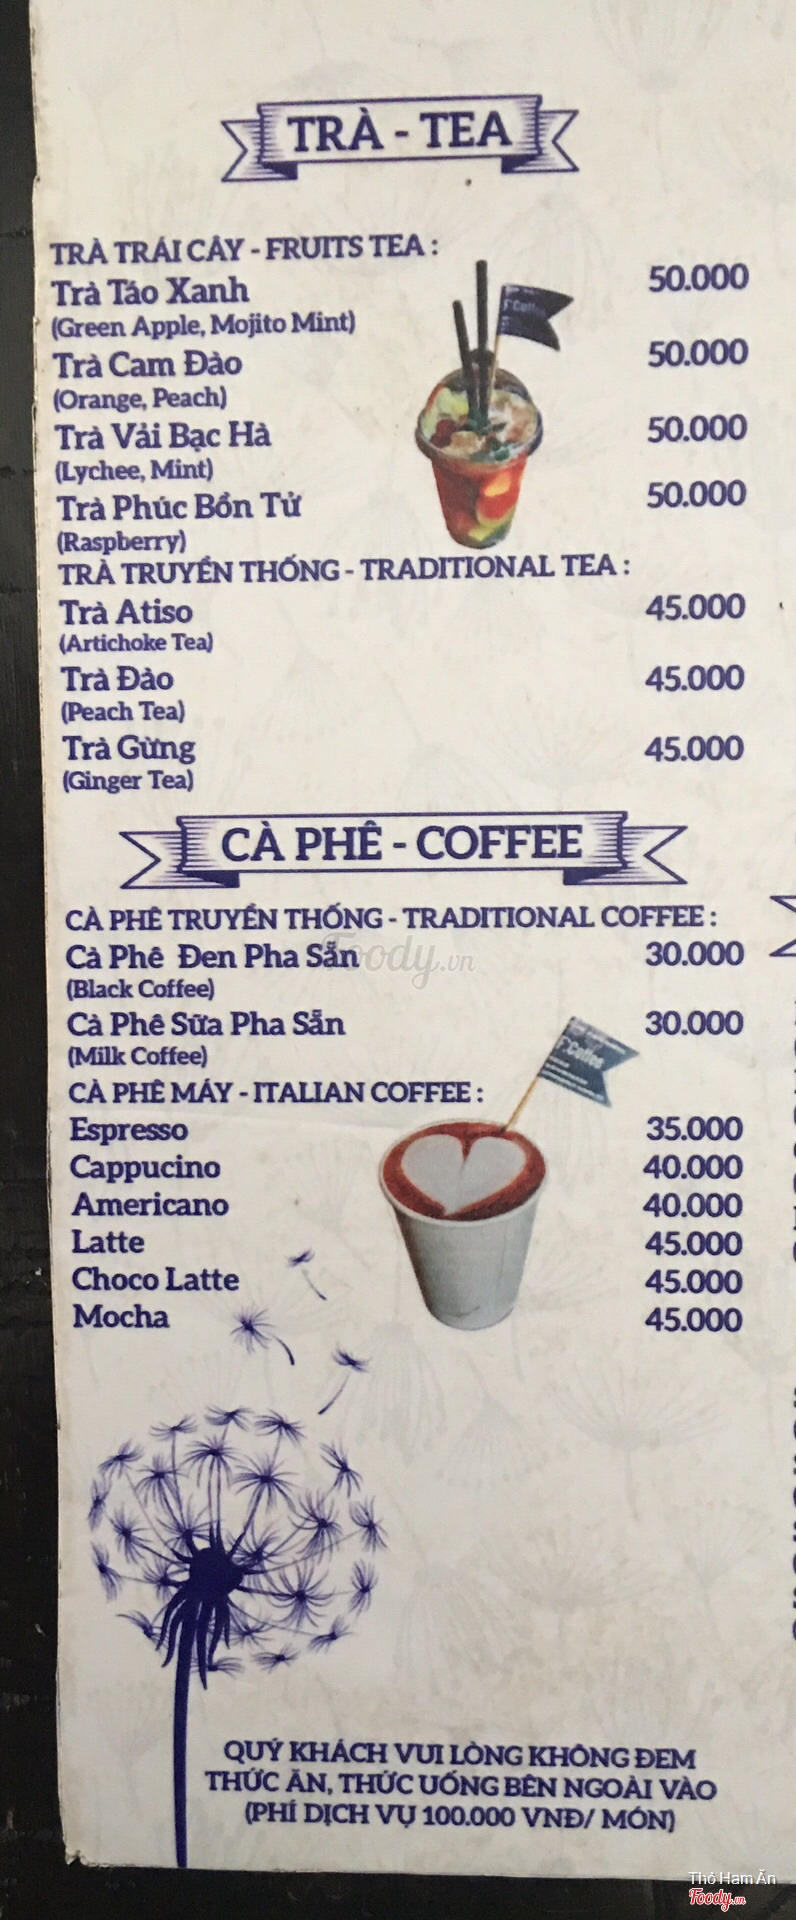 TRÀ - TEA
TRÀ TRÁI CÂY - FRUITS TEA :
Trà Táo Xanh 50.000
(Green Apple, Mojito Mint)
Trà Cam Đào 50.000
(Orange, Peach)
Trà Vải Bạc Hà 50.000
(Lychee, Mint)
Trà Phúc Bồn Tử 50.000
(Raspberry)
TRÀ TRUYỀN THỐNG - TRADITIONAL TEA :
Trà Atiso 45.000
(Artichoke Tea)
Trà Đào 45.000
(Peach Tea)
Trà Gừng 45.000
(Ginger Tea)
CÀ PHÊ - COFFEE
CÀ PHÊ TRUYỀN THỐNG - TRADITIONAL COFFEE :
Cà Phê Đen Pha Sẵn 30.000
(Black Coffee)
Cà Phê Sữa Pha Sẵn 30.000
(Milk Coffee)
F'Coffee
CÀ PHÊ MÁY - ITALIAN COFFEE :
Espresso 35.000
Cappucino 40.000
Americano 40.000
Latte 45.000
Choco Latte 45.000
Mocha 45.000
QUÝ KHÁCH VUI LÒNG KHÔNG ĐEM
THỨC ĂN, THỨC UỐNG BÊN NGOÀI VÀO
(PHÍ DỊCH VỤ 100.000 VNĐ/ MÓN)
Foody.vn
Thỏ Ham Ăn
Foody.vn